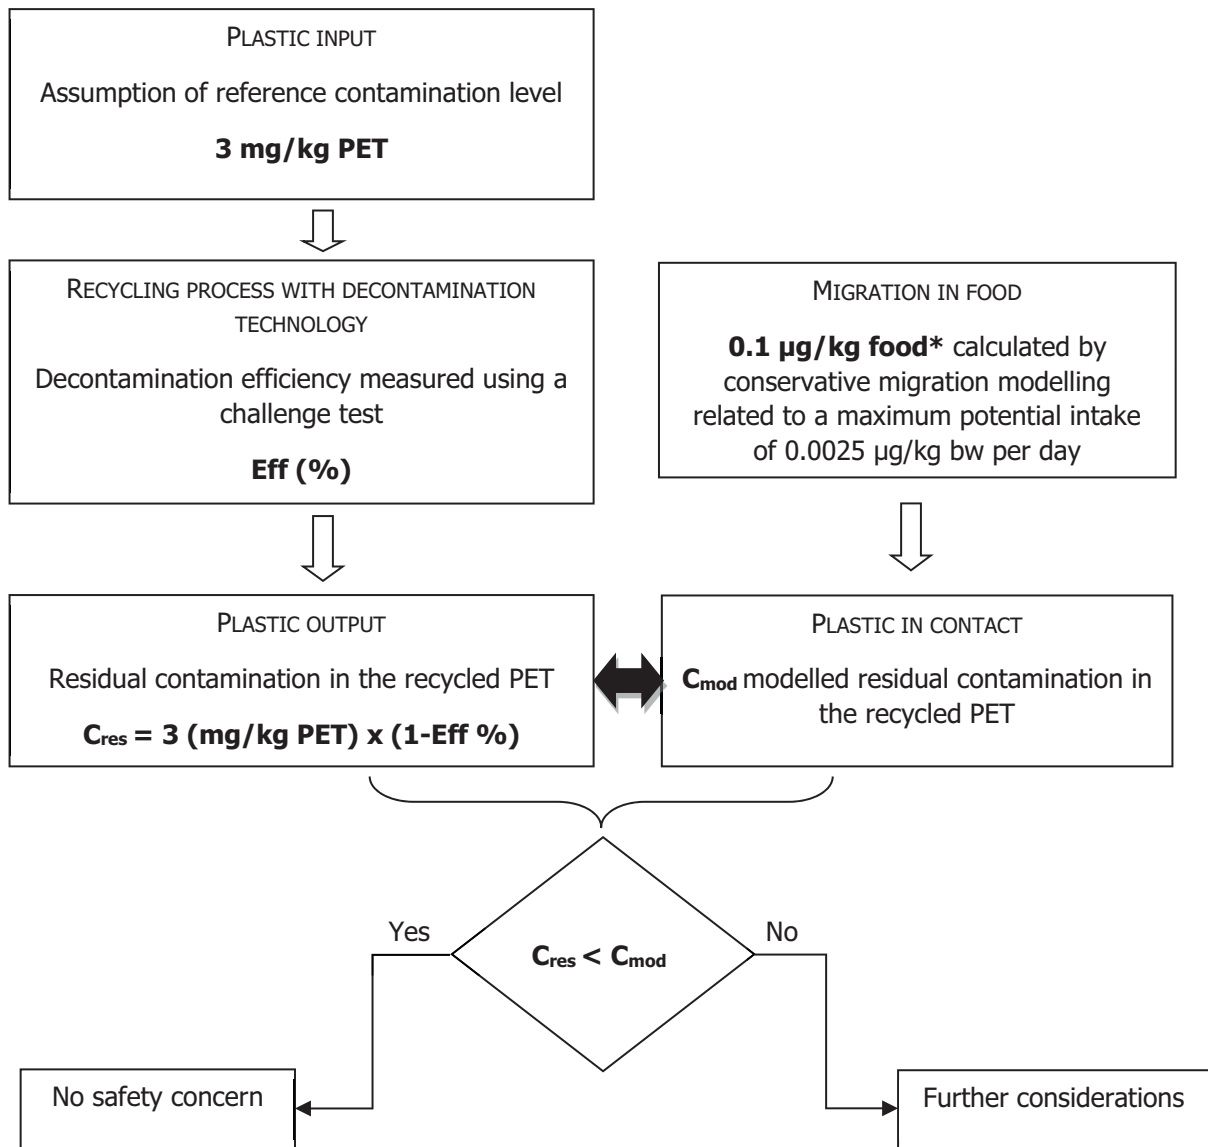 PLASTIC INPUT
Assumption of reference contamination level
3 mg/kg PET
RECYCLING PROCESS WITH DECONTAMINATION
TECHNOLOGY
Decontamination efficiency measured using a
challenge test
Eff (%)
MIGRATION IN FOOD
0.1 µg/kg food* calculated by
conservative migration modelling
related to a maximum potential intake
of 0.0025 µg/kg bw per day
PLASTIC OUTPUT
Residual contamination in the recycled PET
Cres = 3 (mg/kg PET) x (1-Eff %)
PLASTIC IN CONTACT
Cmod modelled residual contamination in
the recycled PET
Yes
Cres < Cmod
No
No safety concern
Further considerations